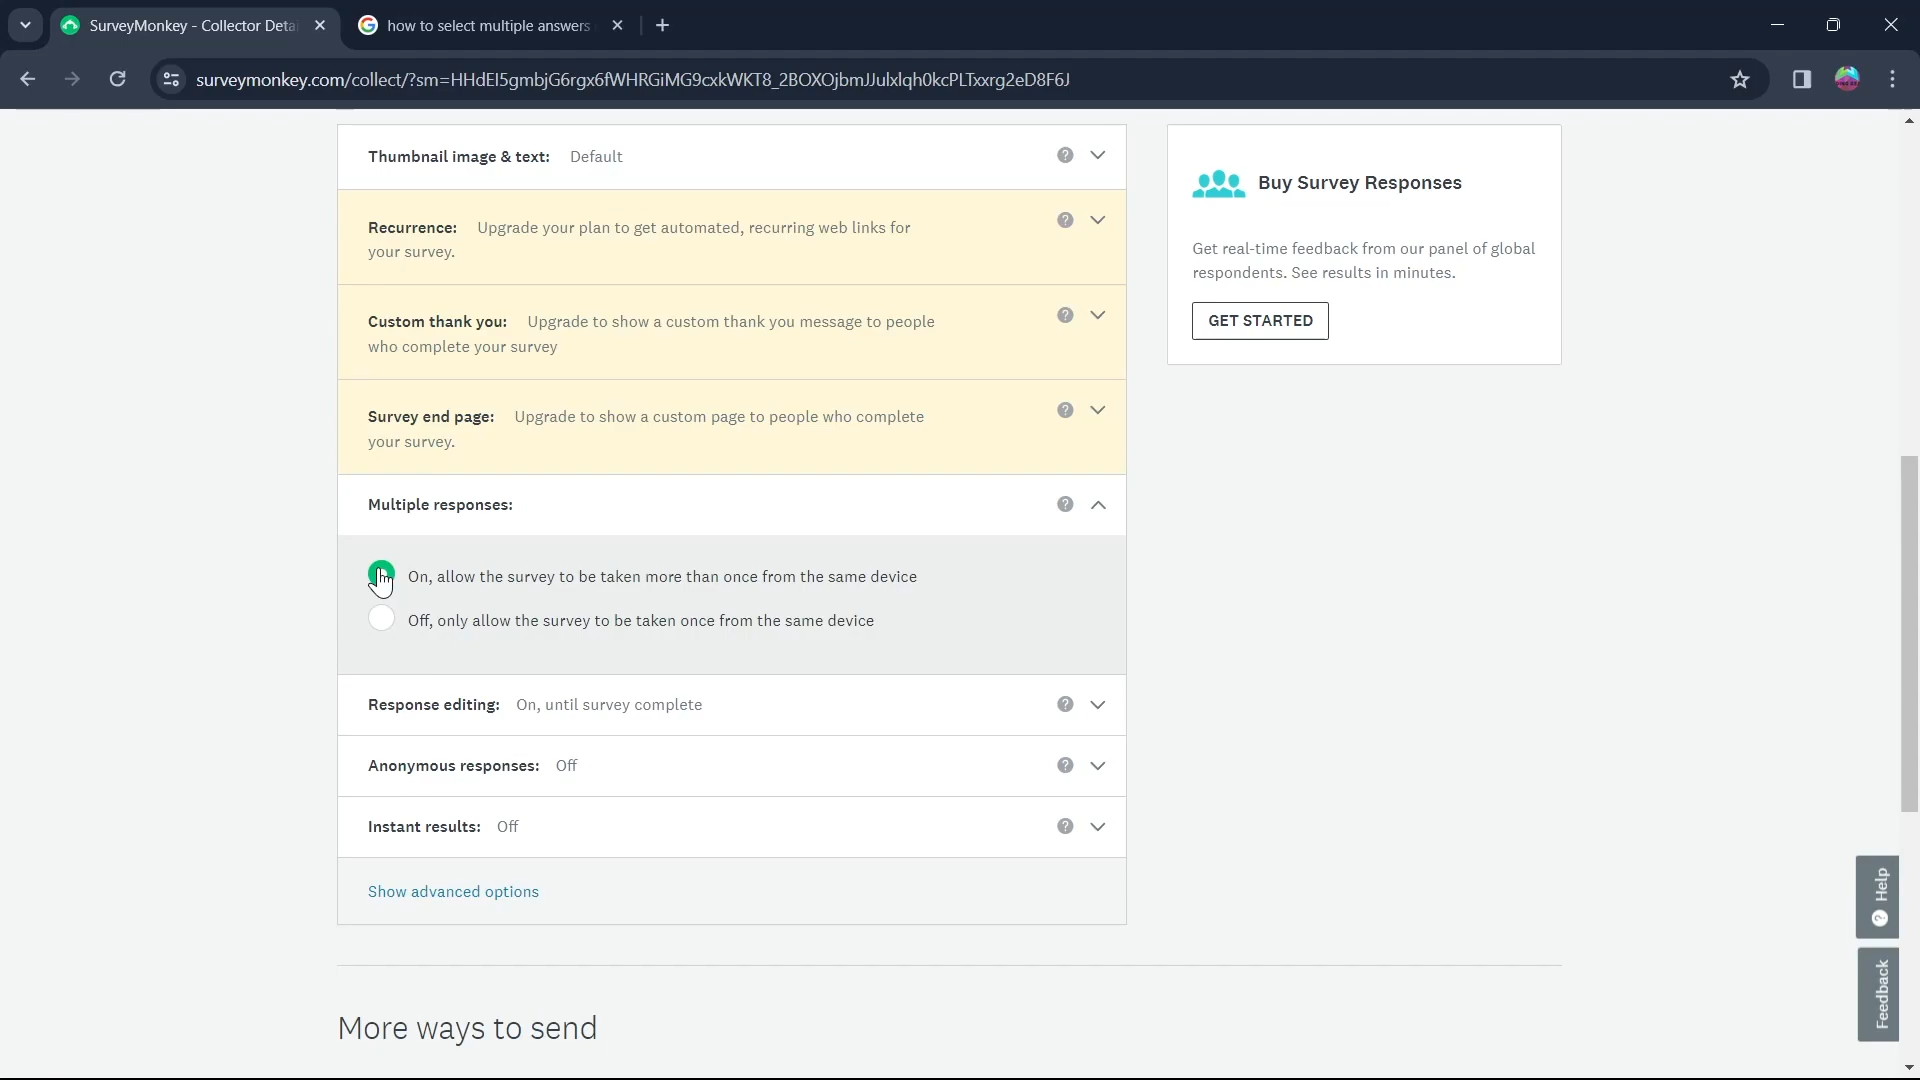 SurveyMonkey - Collector Detai
how to select multiple answers
surveymonkey.com/collect/?sm=HHdEI5gmbjG6rgx6fWHRGiMG9cxkWKT8_2BOXOjbmJJulxlqh0kcPLTxxrg2eD8F6J
Thumbnail image & text: Default
Recurrence: Upgrade your plan to get automated, recurring web links for
your survey.
Custom thank you: Upgrade to show a custom thank you message to people
who complete your survey
Survey end page: Upgrade to show a custom page to people who complete
your survey.
Multiple responses:
On, allow the survey to be taken more than once from the same device
Off, only allow the survey to be taken once from the same device
Response editing: On, until survey complete
Anonymous responses: Off
Instant results: Off
Show advanced options
More ways to send
Buy Survey Responses
Get real-time feedback from our panel of global
respondents. See results in minutes.
GET STARTED
Help
Feedback